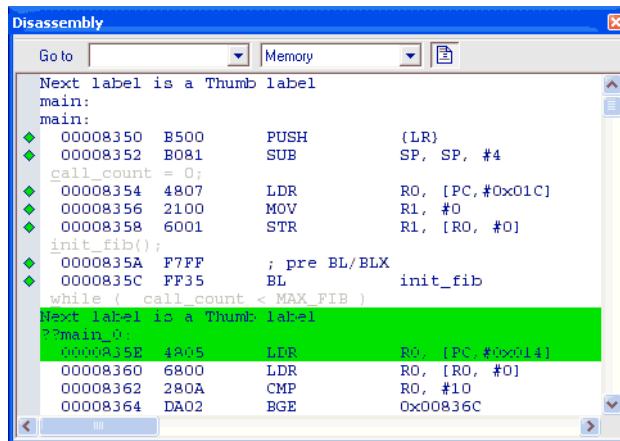 Disassembly
Go to Memory
Next label is a Thumb label
main:
main:
00008350 B500 PUSH {LR}
00008352 B081 SUB SP, SP, #4
call_count = 0;
00008354 4807 LDR R0, [PC,#0x01C]
00008356 2100 MOV R1, #0
00008358 6001 STR R1, [R0, #0]
init_fib();
0000835A F7FF ; pre BL/BLX
0000835C FF35 BL init_fib
while ( call_count < MAX_FIB )
Next label is a Thumb label
??main_0:
0000835E 4805 LDR R0, [PC,#0x014]
00008360 6800 LDR R0, [R0, #0]
00008362 280A CMP R0, #10
00008364 DA02 BGE 0x00836C